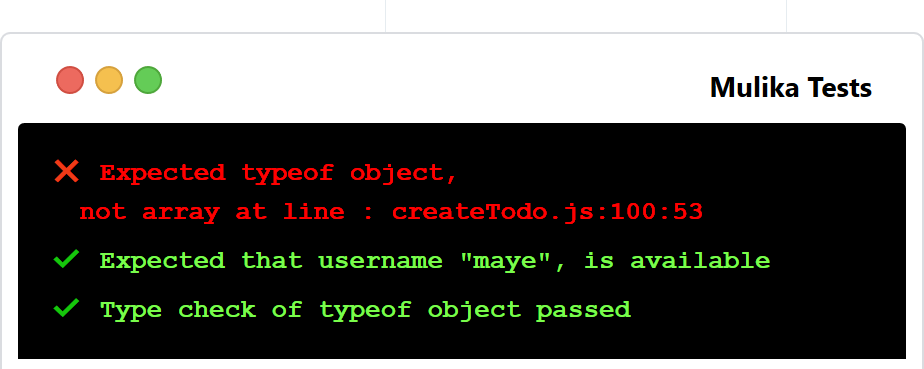 Mulika Tests
❌ Expected typeof object,
not array at line : createTodo.js:100:53
✓ Expected that username "maye", is available
✓ Type check of typeof object passed